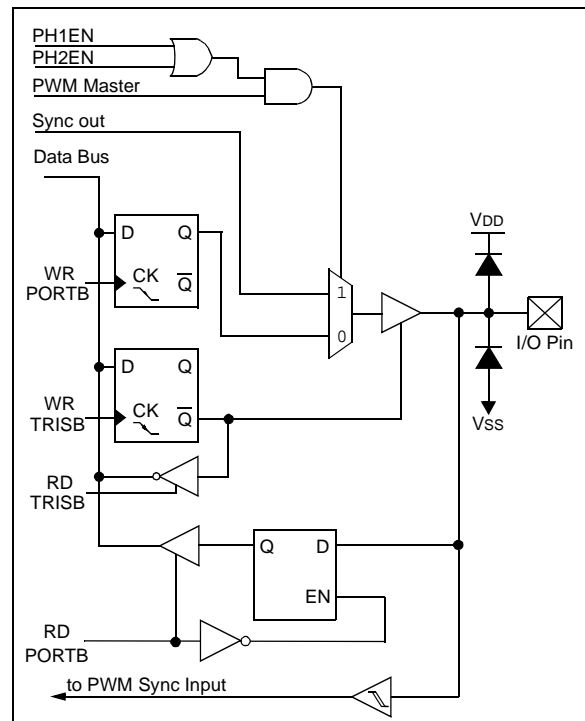 PH1EN
PH2EN
PWM Master
Sync out
Data Bus
D Q
CK Q
WR
PORTB
VDD
1
0
I/O Pin
VSS
D Q
CK Q
WR
TRISB
RD
TRISB
Q D
EN
RD
PORTB
to PWM Sync Input